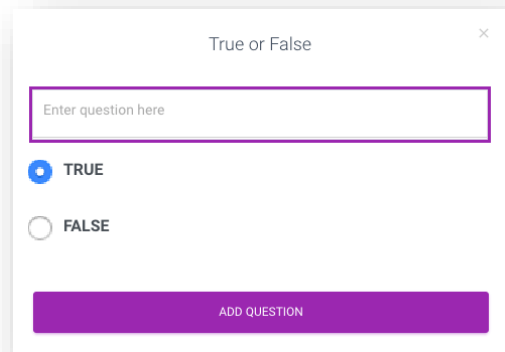 True or False
×
Enter question here
TRUE
FALSE
ADD QUESTION